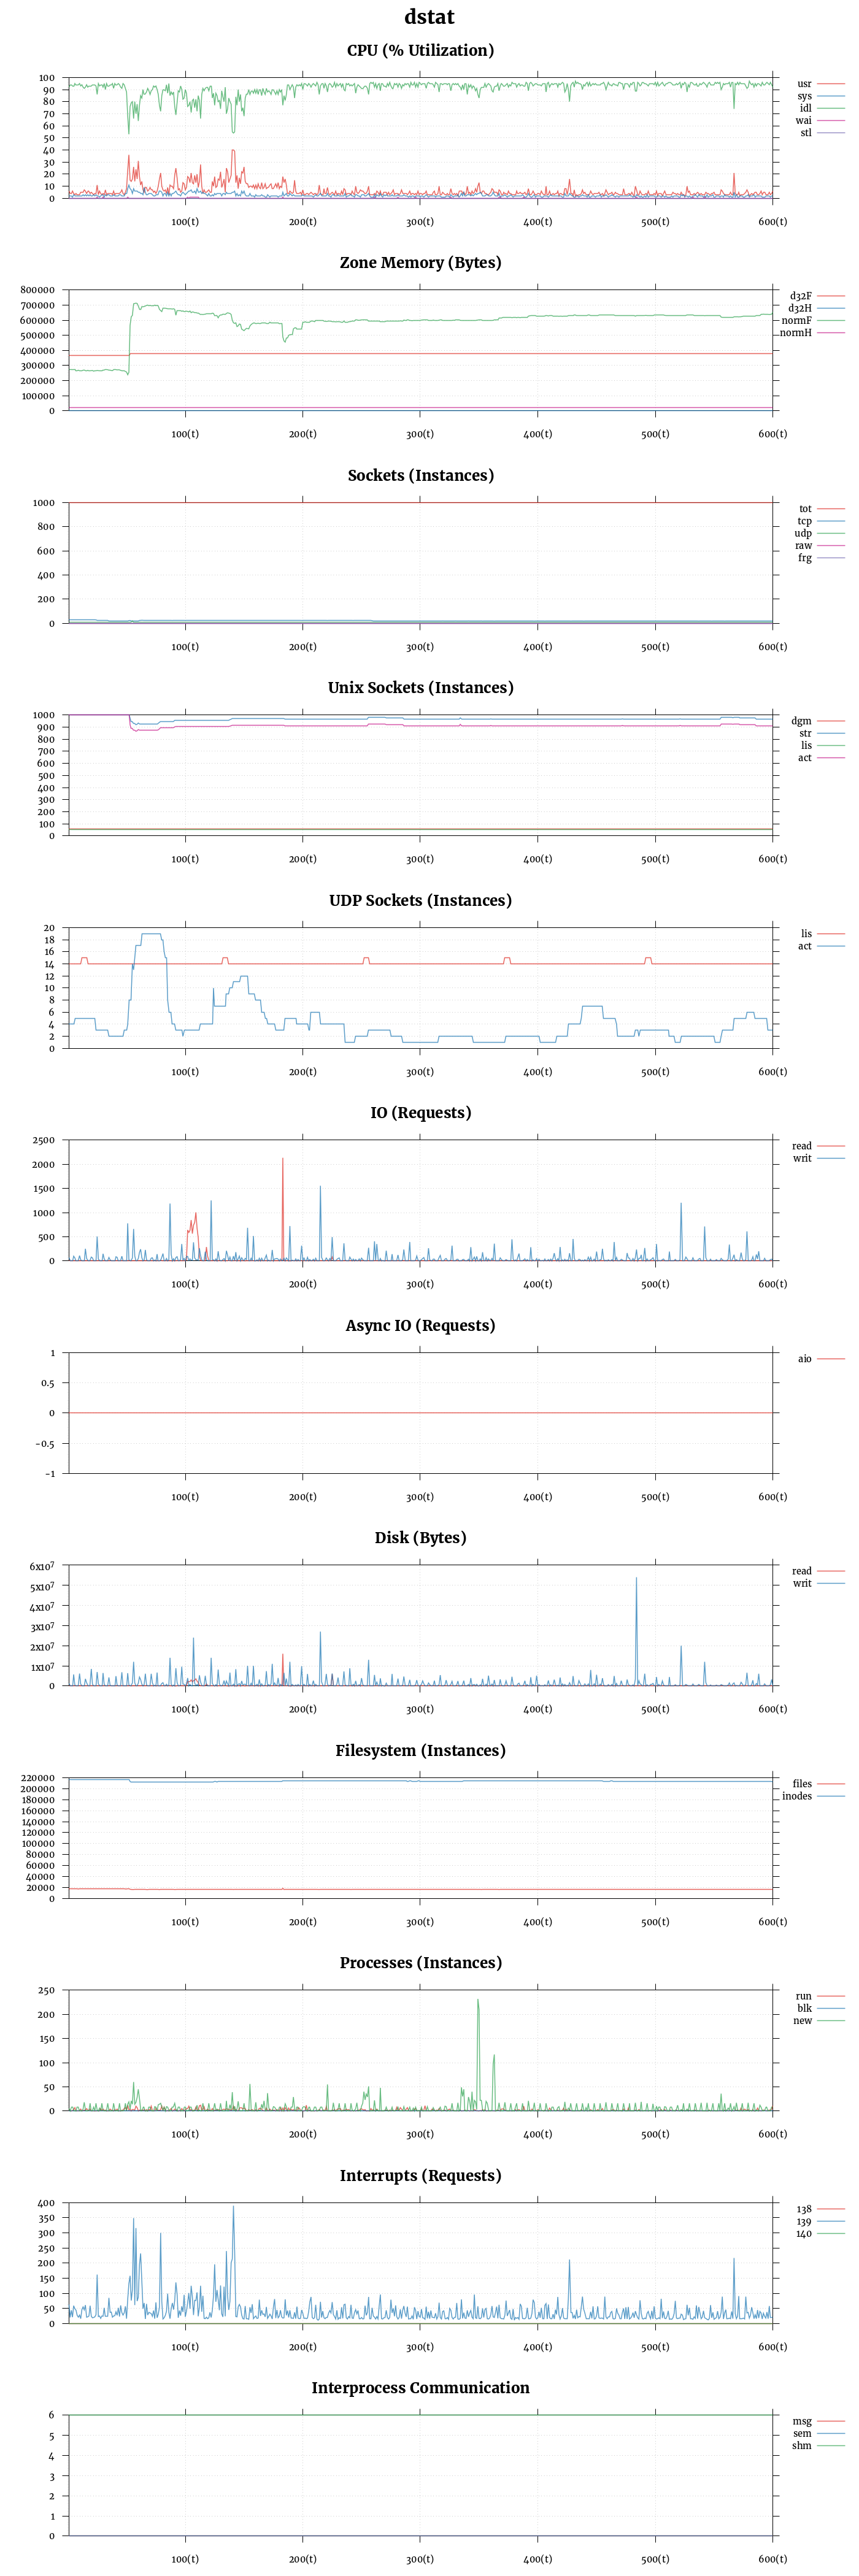 dstat
CPU (% Utilization)
100
90
80
70
60
50
40
30
20
10
0
100(t) 200(t) 300(t) 400(t) 500(t) 600(t)
usr
sys
idl
wai
stl
Zone Memory (Bytes)
800000
700000
600000
500000
400000
300000
200000
100000
0
100(t) 200(t) 300(t) 400(t) 500(t) 600(t)
d32F
d32H
normF
normH
Sockets (Instances)
1000
800
600
400
200
0
100(t) 200(t) 300(t) 400(t) 500(t) 600(t)
tot
tcp
udp
raw
frg
Unix Sockets (Instances)
1000
900
800
700
600
500
400
300
200
100
0
100(t) 200(t) 300(t) 400(t) 500(t) 600(t)
dgm
str
lis
act
UDP Sockets (Instances)
20
18
16
14
12
10
8
6
4
2
0
100(t) 200(t) 300(t) 400(t) 500(t) 600(t)
lis
act
IO (Requests)
2500
2000
1500
1000
500
0
100(t) 200(t) 300(t) 400(t) 500(t) 600(t)
read
writ
Async IO (Requests)
1
0.5
0
-0.5
-1
100(t) 200(t) 300(t) 400(t) 500(t) 600(t)
aio
Disk (Bytes)
6x10⁷
5x10⁷
4x10⁷
3x10⁷
2x10⁷
1x10⁷
0
100(t) 200(t) 300(t) 400(t) 500(t) 600(t)
read
writ
Filesystem (Instances)
220000
200000
180000
160000
140000
120000
100000
80000
60000
40000
20000
0
100(t) 200(t) 300(t) 400(t) 500(t) 600(t)
files
inodes
Processes (Instances)
250
200
150
100
50
0
100(t) 200(t) 300(t) 400(t) 500(t) 600(t)
run
blk
new
Interrupts (Requests)
400
350
300
250
200
150
100
50
0
100(t) 200(t) 300(t) 400(t) 500(t) 600(t)
138
139
140
Interprocess Communication
6
5
4
3
2
1
0
100(t) 200(t) 300(t) 400(t) 500(t) 600(t)
msg
sem
shm